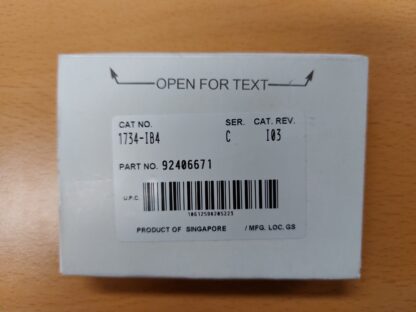 OPEN FOR TEXT
CAT NO. SER. CAT. REV.
1734-IB4 C I03
PART NO. 92406671
U.P.C.
10612598205223
PRODUCT OF SINGAPORE / MFG. LOC. GS